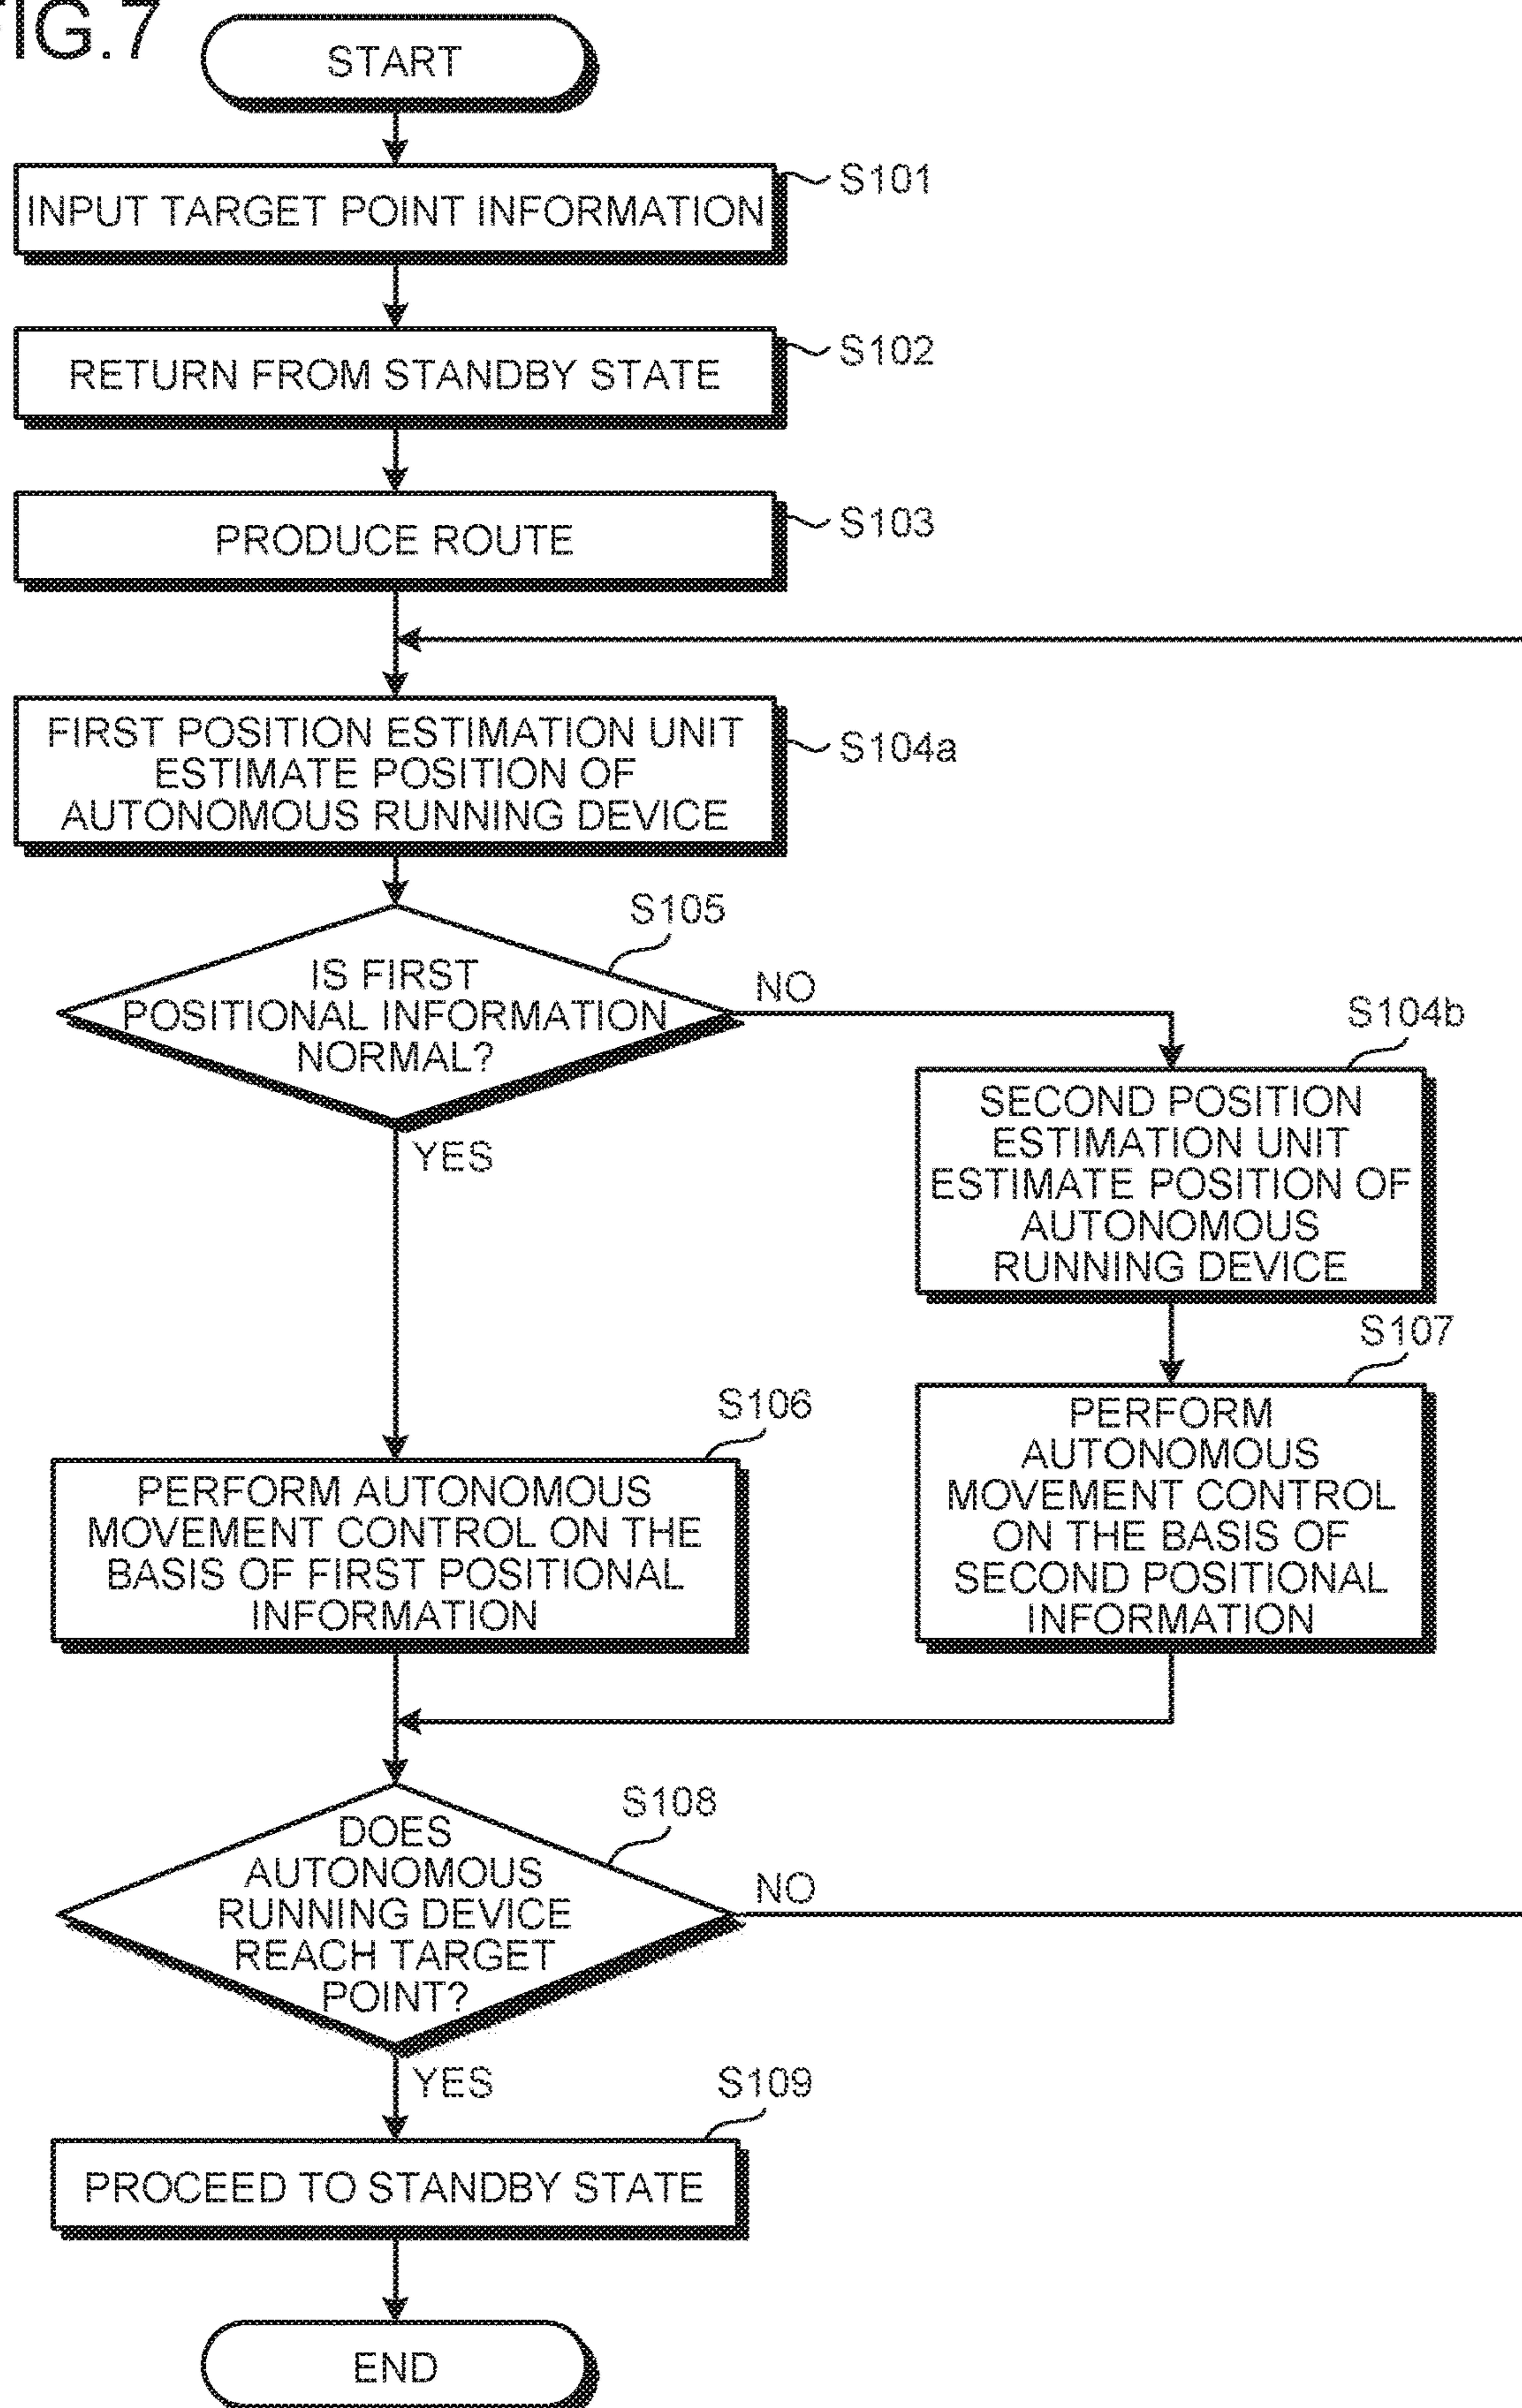 FIG.7
START
INPUT TARGET POINT INFORMATION
S101
RETURN FROM STANDBY STATE
S102
PRODUCE ROUTE
S103
FIRST POSITION ESTIMATION UNIT
ESTIMATE POSITION OF
AUTONOMOUS RUNNING DEVICE
S104a
S105
IS FIRST
POSITIONAL INFORMATION
NORMAL?
NO
YES
S104b
SECOND POSITION
ESTIMATION UNIT
ESTIMATE POSITION OF
AUTONOMOUS
RUNNING DEVICE
S107
PERFORM
AUTONOMOUS
MOVEMENT CONTROL
ON THE BASIS OF
SECOND POSITIONAL
INFORMATION
S106
PERFORM AUTONOMOUS
MOVEMENT CONTROL ON THE
BASIS OF FIRST POSITIONAL
INFORMATION
S108
DOES
AUTONOMOUS
RUNNING DEVICE
REACH TARGET
POINT?
NO
YES
S109
PROCEED TO STANDBY STATE
END